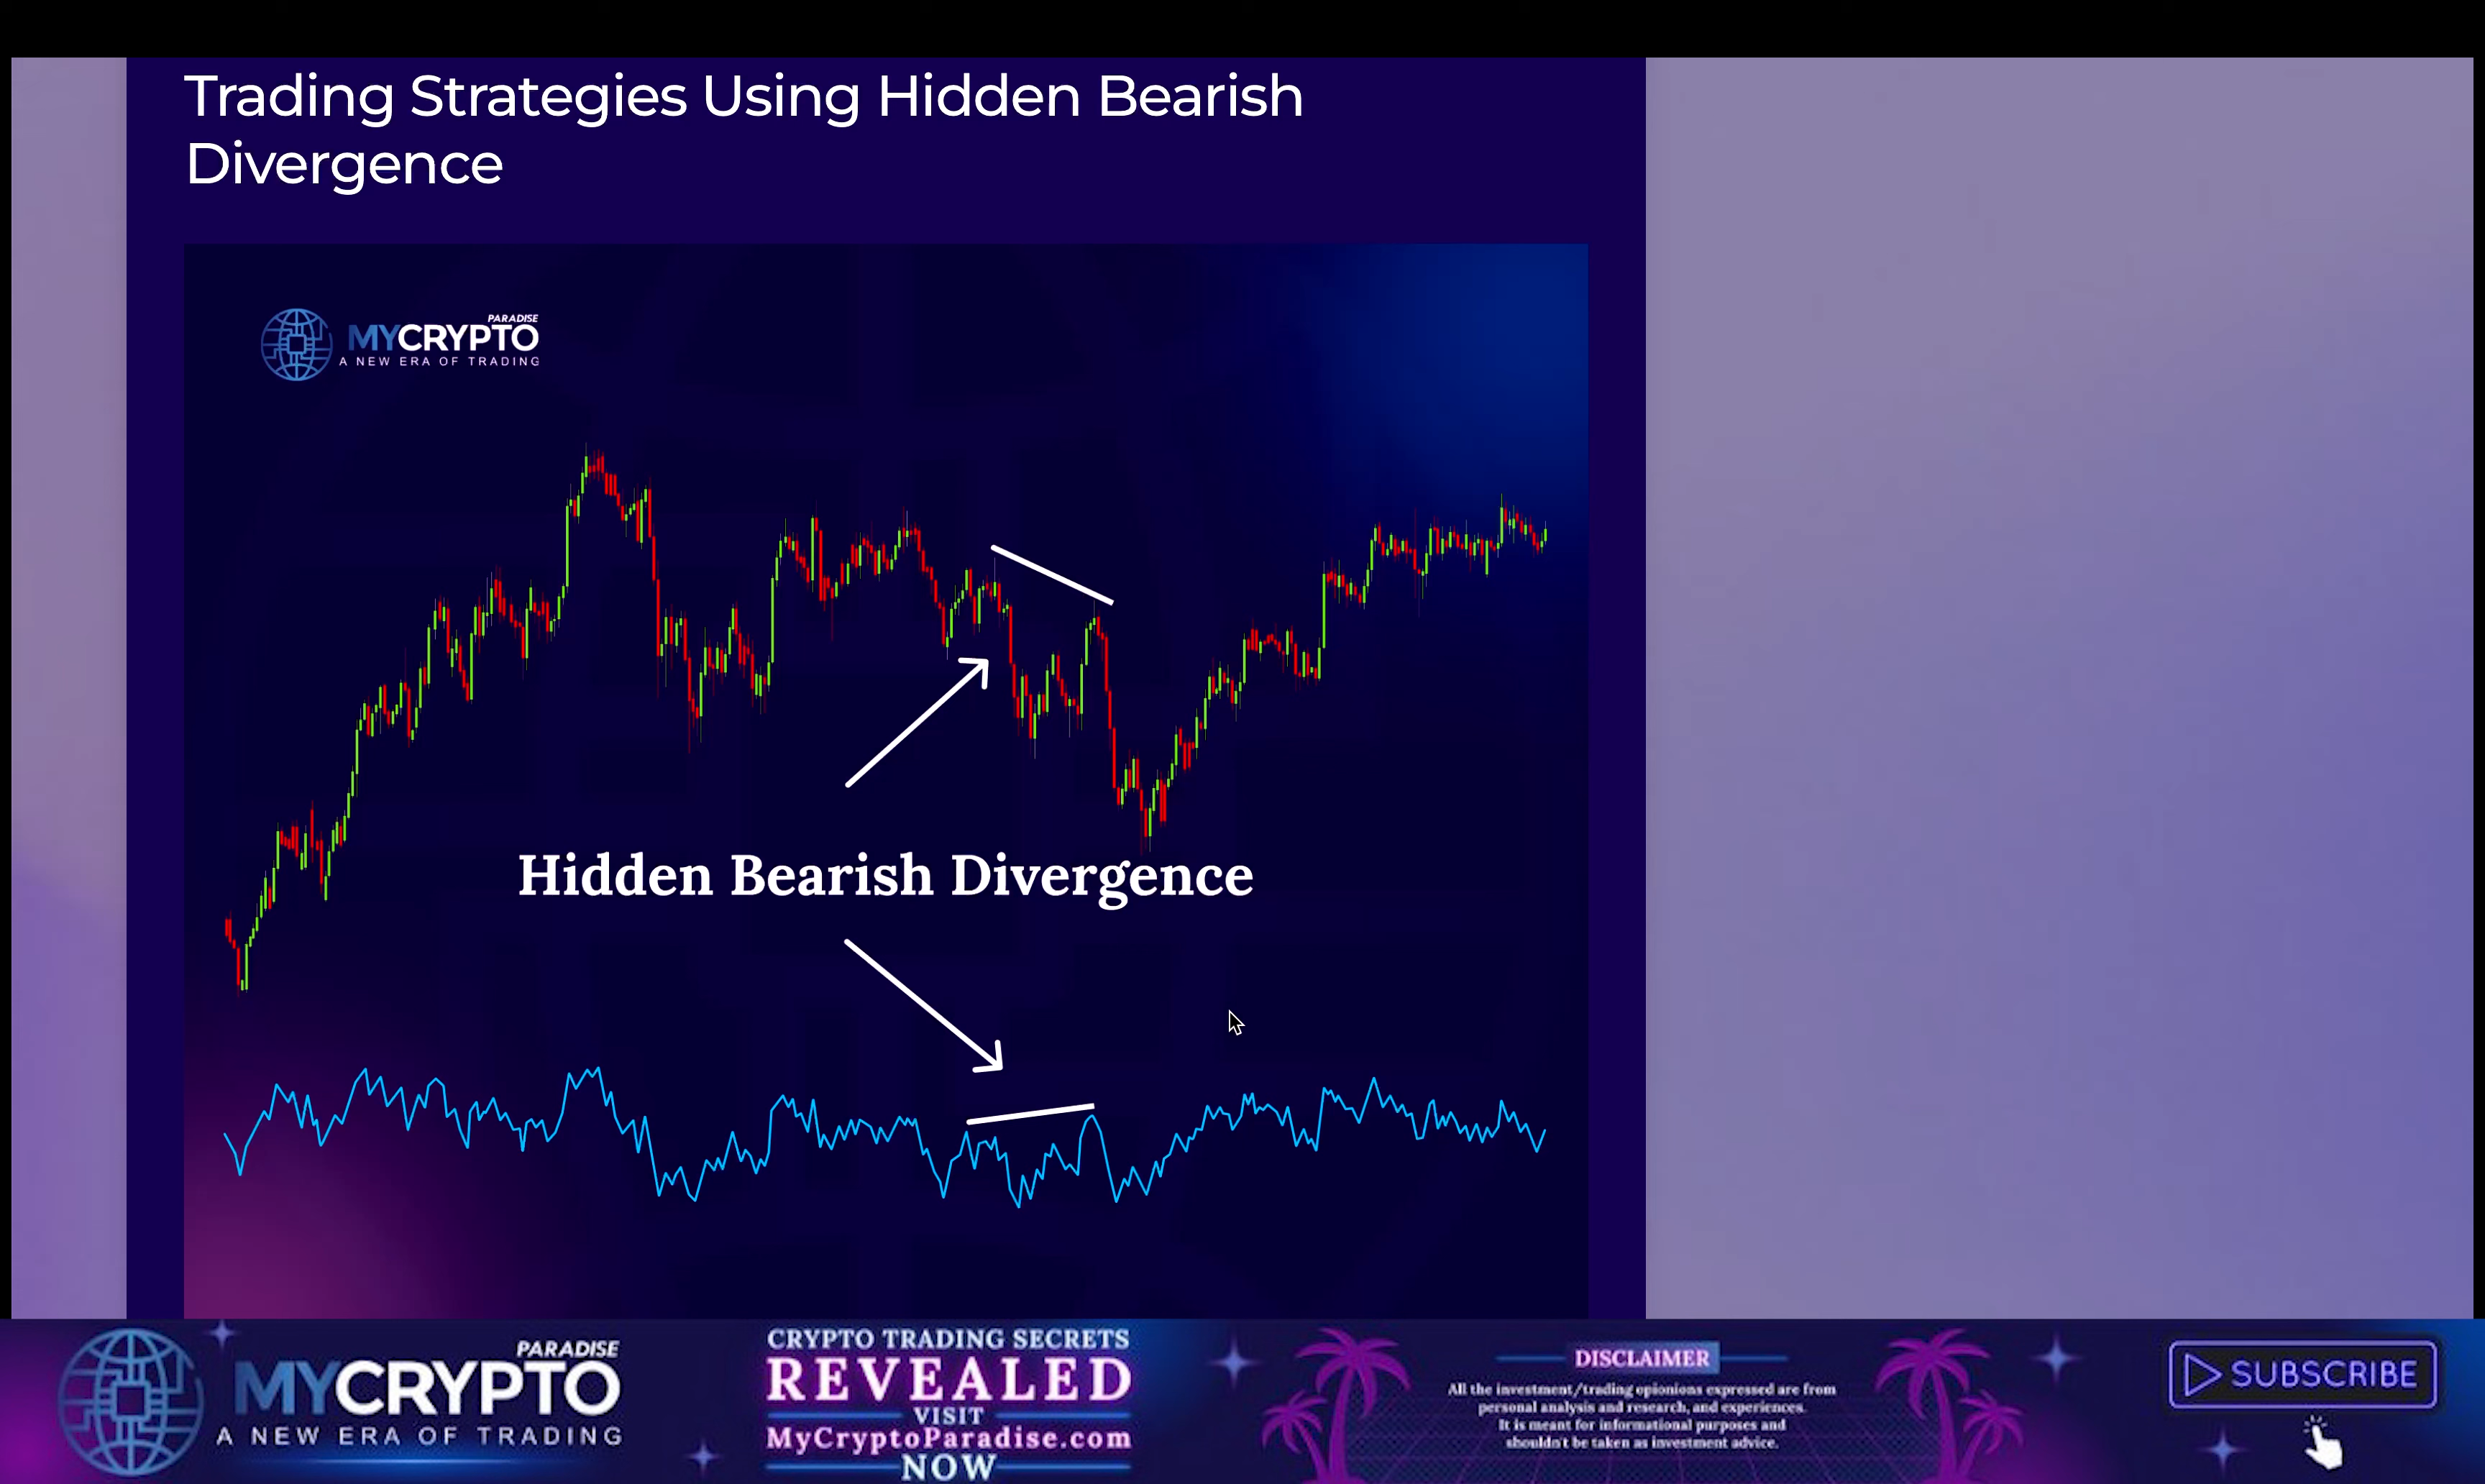 Trading Strategies Using Hidden Bearish
Divergence
PARADISE
MYCRYPTO
A NEW ERA OF TRADING
Hidden Bearish Divergence
PARADISE
MYCRYPTO
A NEW ERA OF TRADING
CRYPTO TRADING SECRETS
REVEALED
VISIT
MyCryptoParadise.com
NOW
DISCLAIMER
All the investment/trading opionions expressed are from
personal analysis and research, and experiences.
It is meant for informational purposes and
shouldn't be taken as investment advice.
SUBSCRIBE